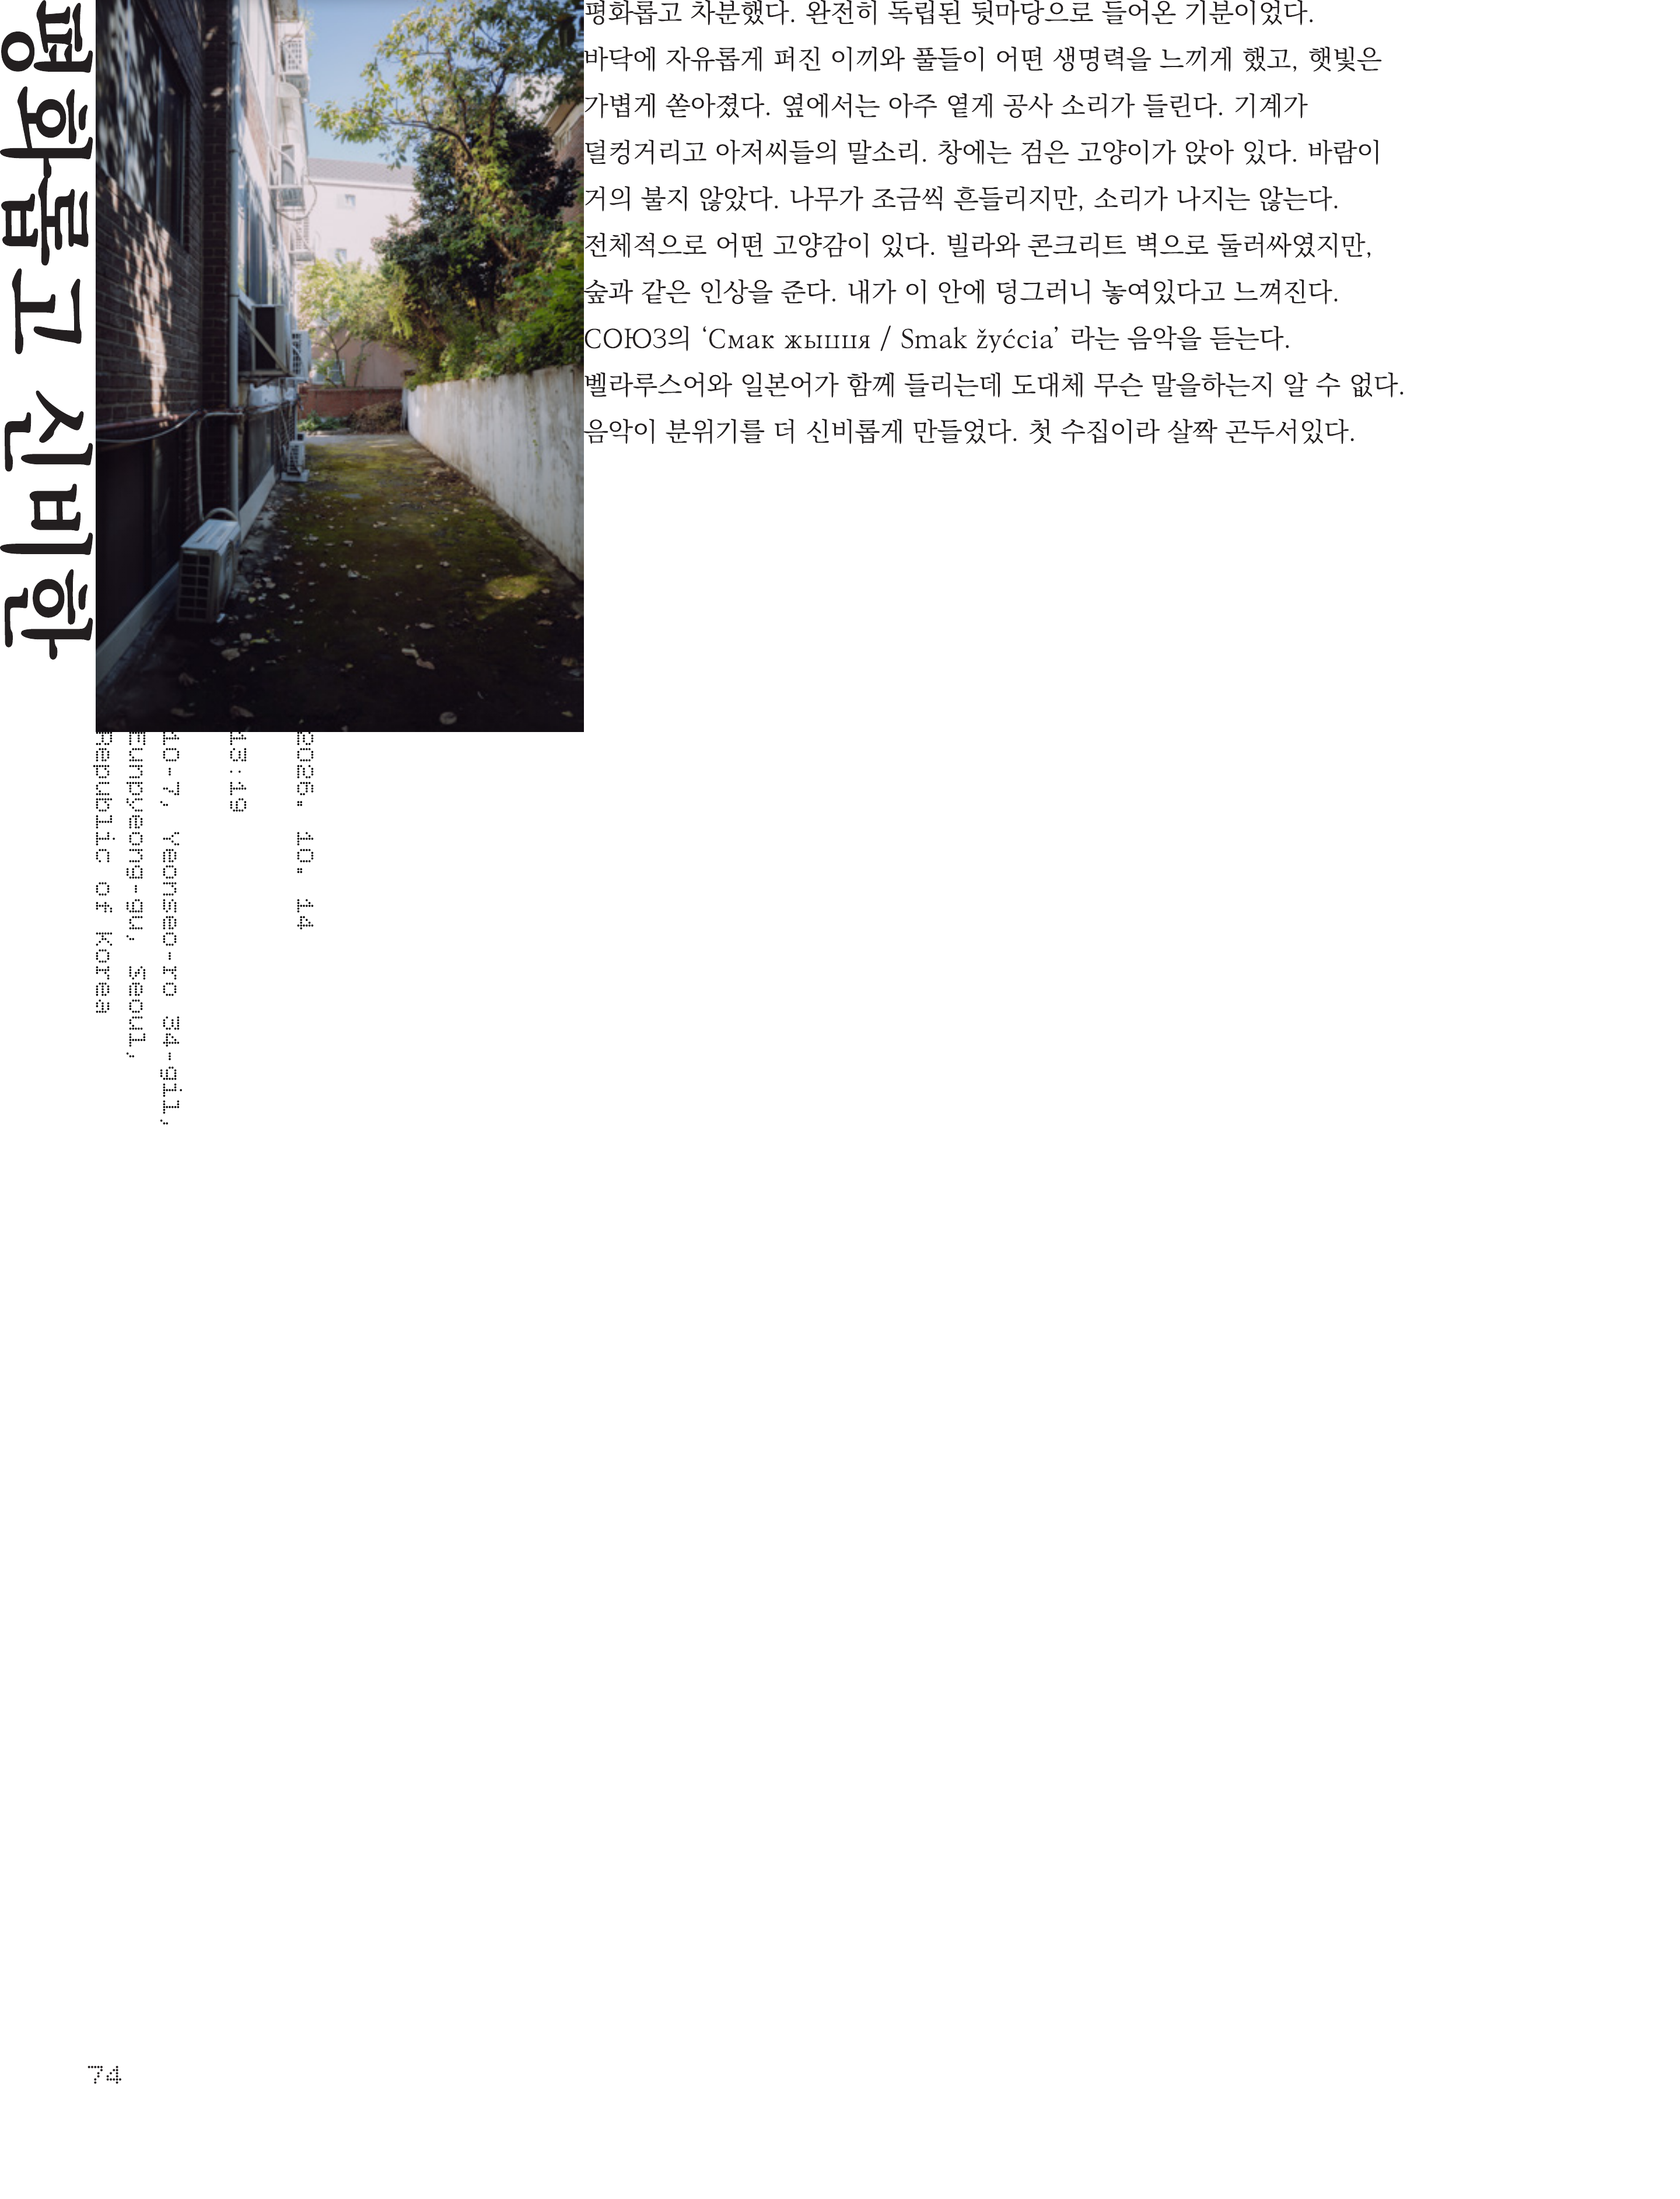 평화롭고 신비한
평화롭고 차분했다. 완전히 독립된 뒷마당으로 들어온 기분이었다.
바닥에 자유롭게 퍼진 이끼와 풀들이 어떤 생명력을 느끼게 했고, 햇빛은
가볍게 쏟아졌다. 옆에서는 아주 옅게 공사 소리가 들린다. 기계가
덜컹거리고 아저씨들의 말소리. 창에는 검은 고양이가 앉아 있다. 바람이
거의 불지 않았다. 나무가 조금씩 흔들리지만, 소리가 나지는 않는다.
전체적으로 어떤 고양감이 있다. 빌라와 콘크리트 벽으로 둘러싸였지만,
숲과 같은 인상을 준다. 내가 이 안에 덩그러니 놓여있다고 느껴진다.
СОЮЗ의 ‘Смак жыцця / Smak žyćcia’ 라는 음악을 듣는다.
벨라루스어와 일본어가 함께 들리는데 도대체 무슨 말을하는지 알 수 없다.
음악이 분위기를 더 신비롭게 만들었다. 첫 수집이라 살짝 곤두서있다.
2026. 10. 14
13:19
10-7, Yeonseo-ro 34-gil,
Eunpyeong-gu, Seoul,
Republic of Korea
74